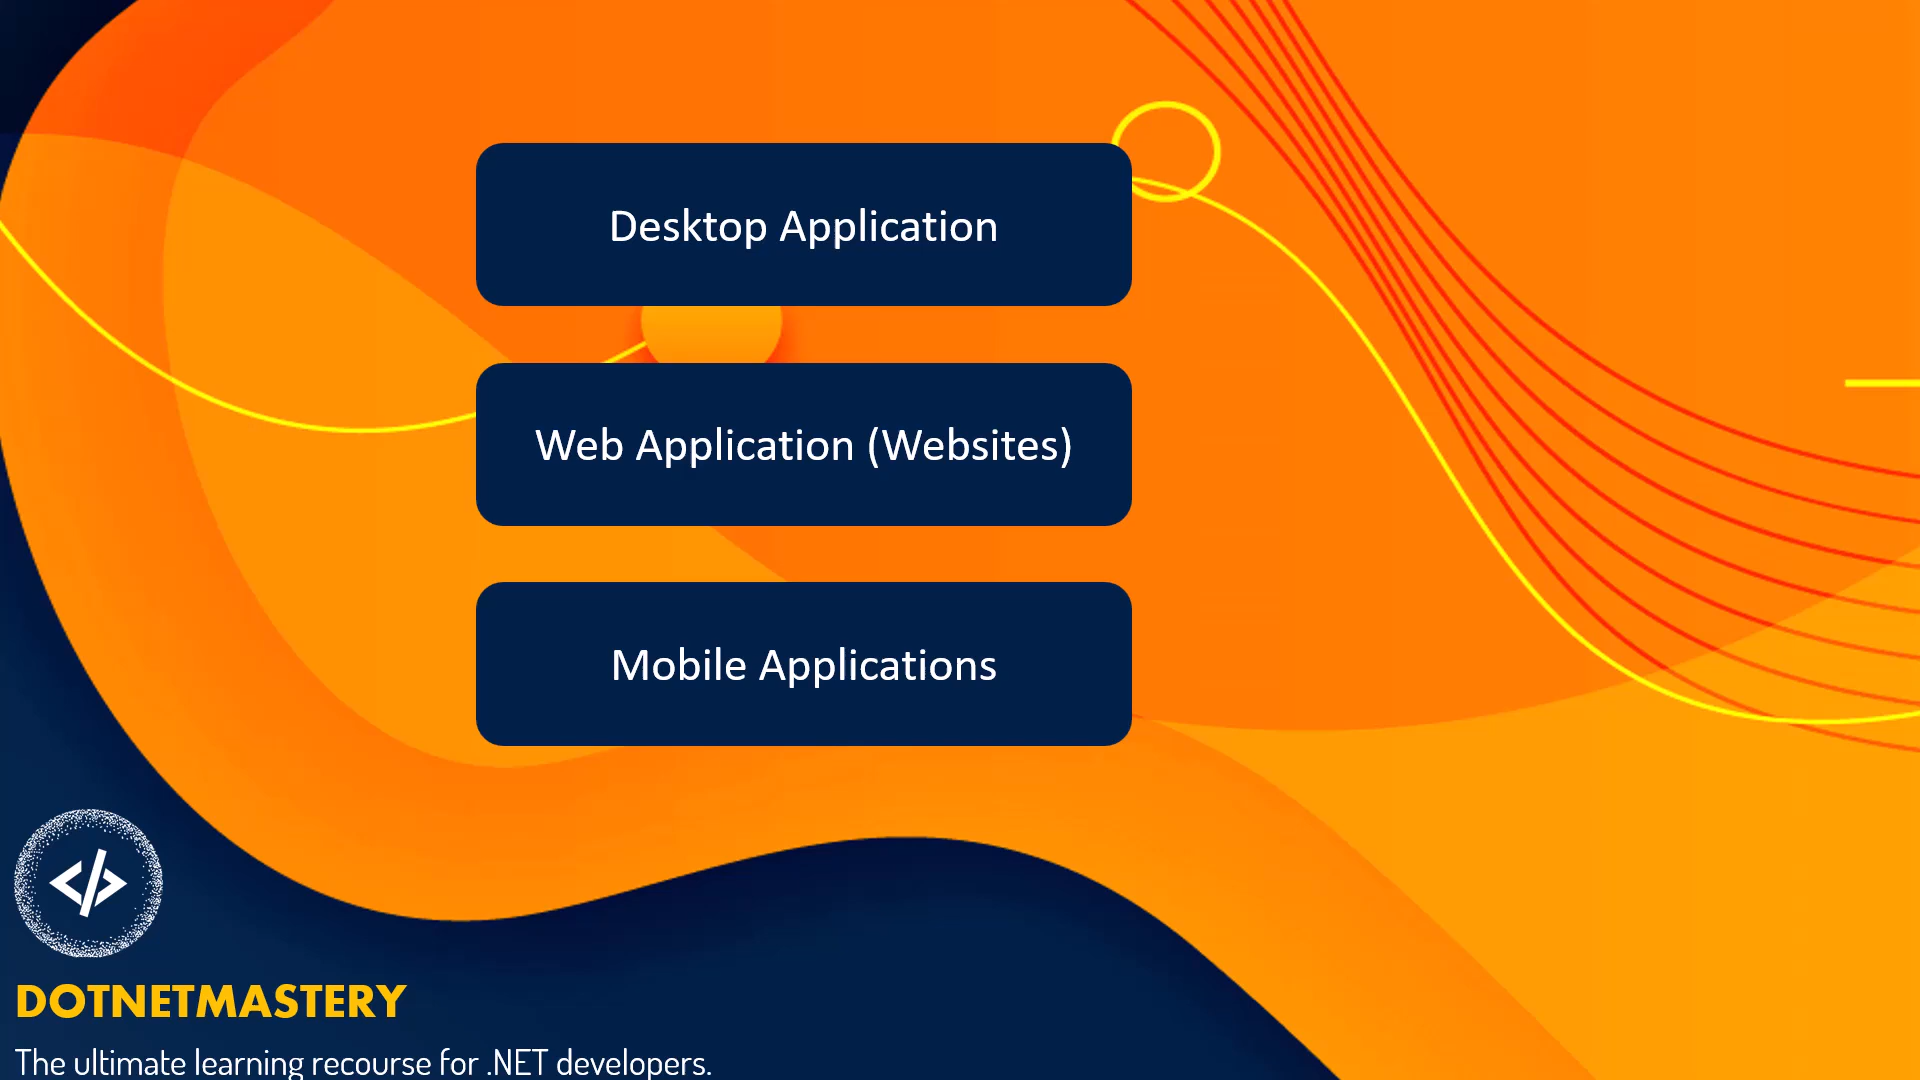 Desktop Application
Web Application (Websites)
Mobile Applications
</>
DOTNETMASTERY
The ultimate learning recourse for .NET developers.